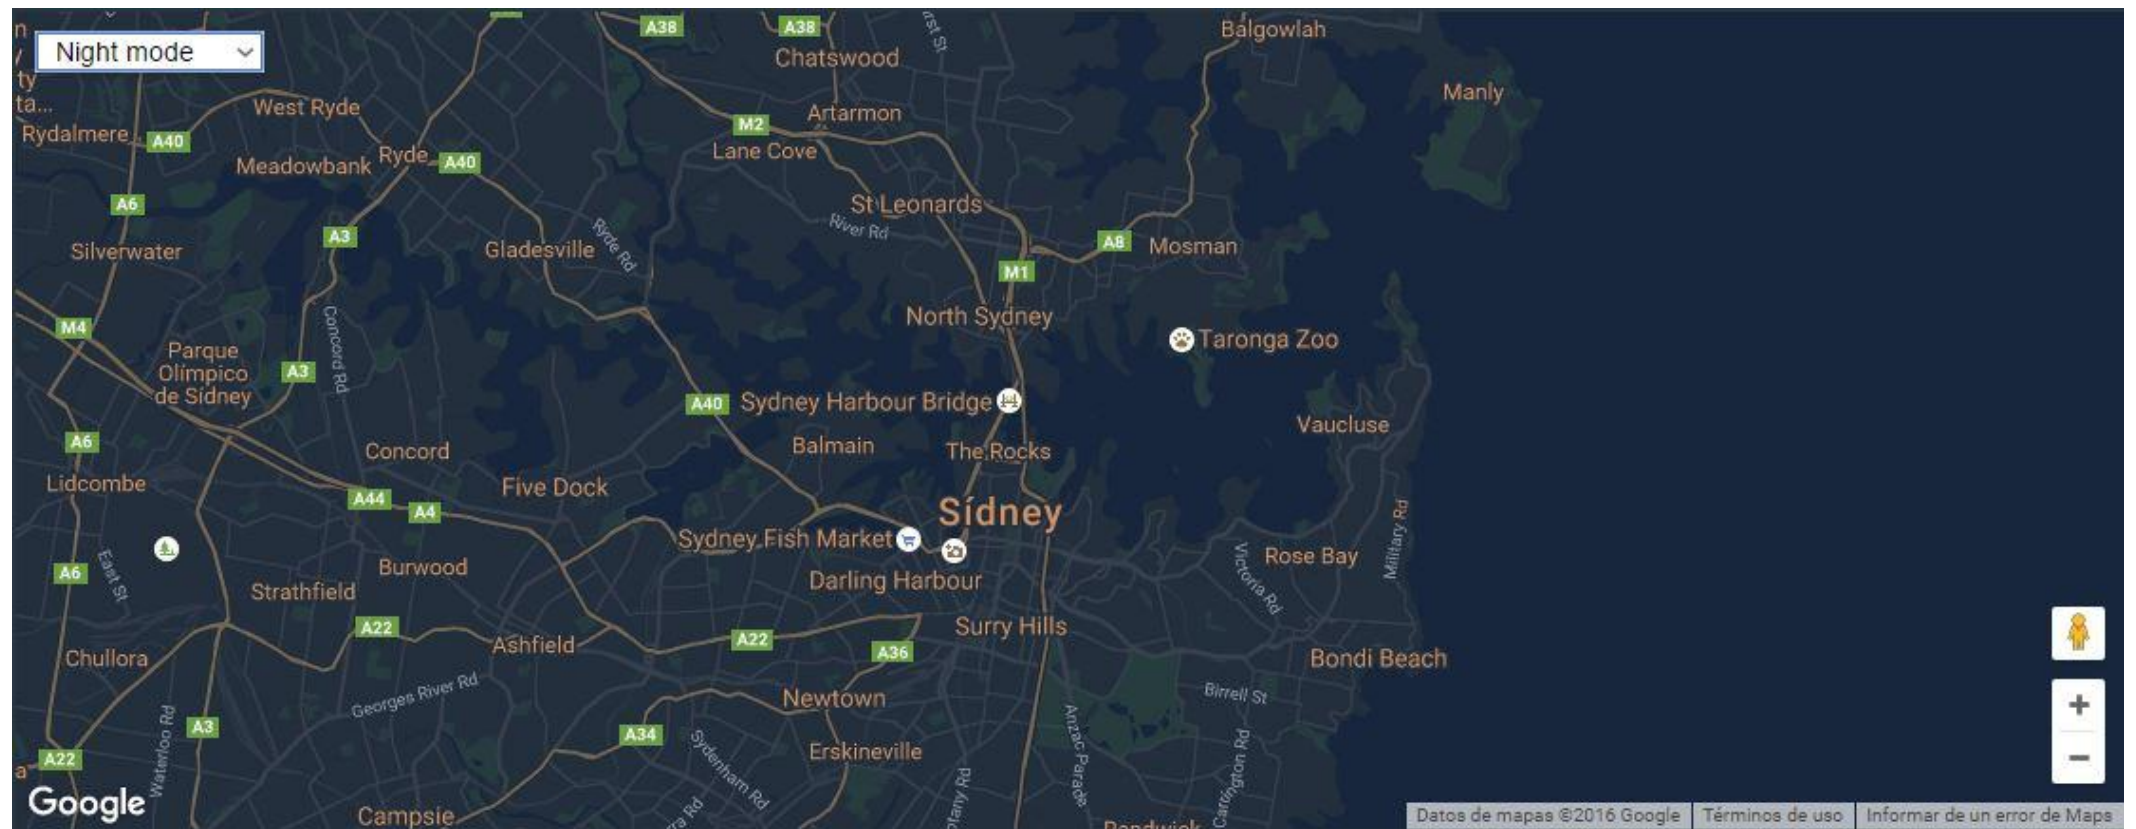 Night mode
A38
A38
Balgowlah
Chatswood
Manly
ty
ta...
West Ryde
Artarmon
M2
Rydalmere
A40
Lane Cove
Ryde
A40
Meadowbank
A6
St Leonards
River Rd
A3
Silverwater
Gladesville
Ryde Rd
A8
Mosman
M1
North Sydney
M4
Concord Rd
Taronga Zoo
Parque
Olímpico
de Sídney
A3
A40
Sydney Harbour Bridge
Vaucluse
A6
Balmain
Concord
The Rocks
Lidcombe
Five Dock
A44
A4
Sídney
Military Rd
Sydney Fish Market
Rose Bay
East St
A6
Burwood
Darling Harbour
Victoria Rd
Strathfield
A22
Surry Hills
A22
Ashfield
A36
Chullora
Bondi Beach
Georges River Rd
Birrell St
Newtown
Waterloo Rd
A3
A34
Anzac Parade
Sydenham Rd
Erskineville
Carrington Rd
A22
Google
Campsie
Datos de mapas ©2016 Google
Términos de uso
Informar de un error de Maps